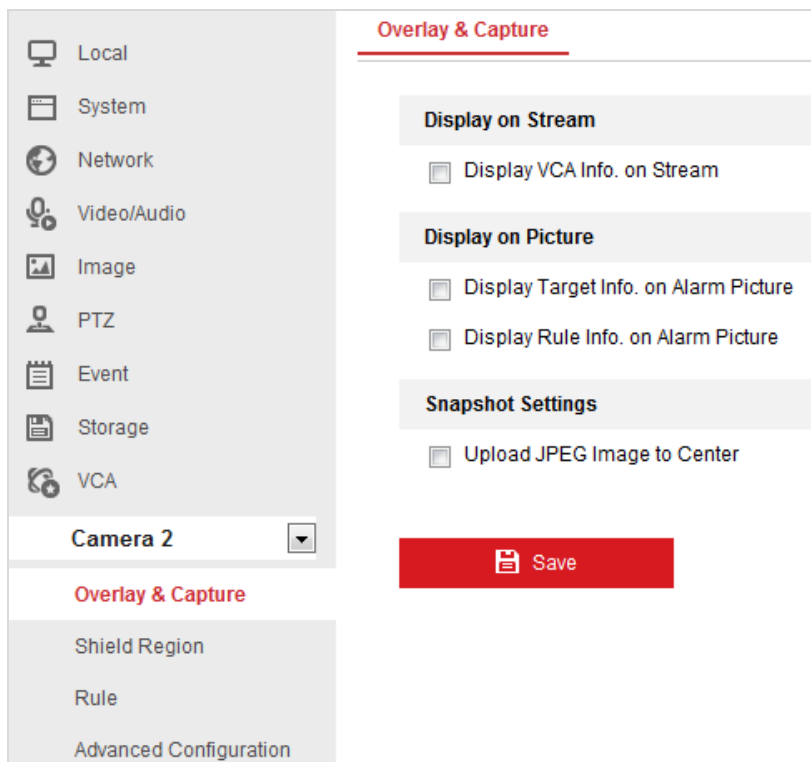 Local
System
Network
Video/Audio
Image
PTZ
Event
Storage
VCA
Camera 2
Overlay & Capture
Shield Region
Rule
Advanced Configuration
Overlay & Capture
Display on Stream
Display VCA Info. on Stream
Display on Picture
Display Target Info. on Alarm Picture
Display Rule Info. on Alarm Picture
Snapshot Settings
Upload JPEG Image to Center
Save